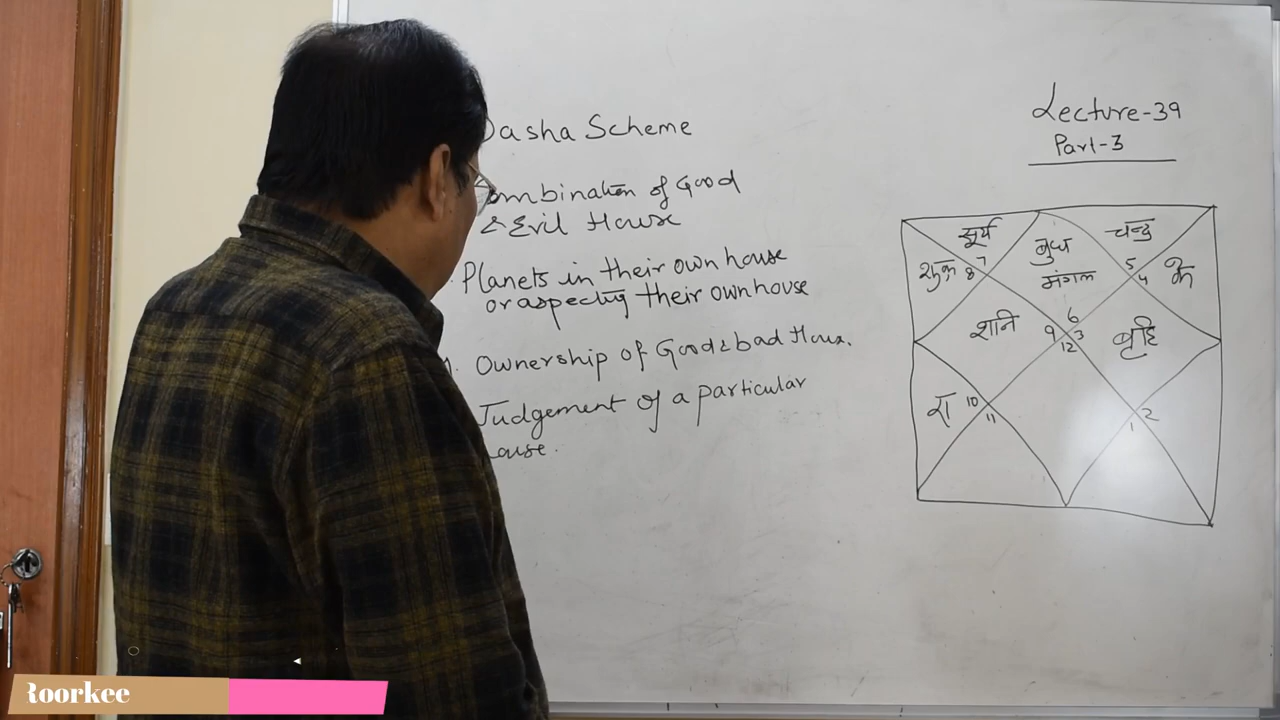 Dasha Scheme
ombination of Good
& Evil House
Planets in their own house
or aspecting their own house
Ownership of Good & bad House.
Judgement of a particular
ouse.
Lecture-39
Part-3
सूर्य
बुध
चन्द्र
शुक्र 8 7
मंगल
5 4 के
शनि 9 6 3 12
बृह
रा 10 11
2 1
Roorkee